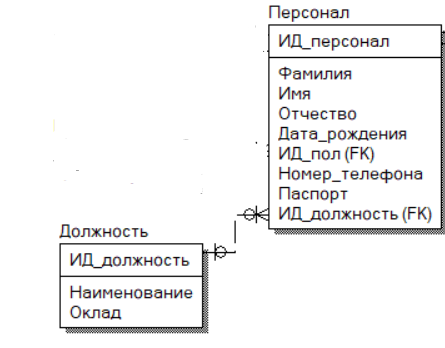 Персонал
ИД_персонал
Фамилия
Имя
Отчество
Дата_рождения
ИД_пол (FK)
Номер_телефона
Паспорт
ИД_должность (FK)
Должность
ИД_должность
Наименование
Оклад